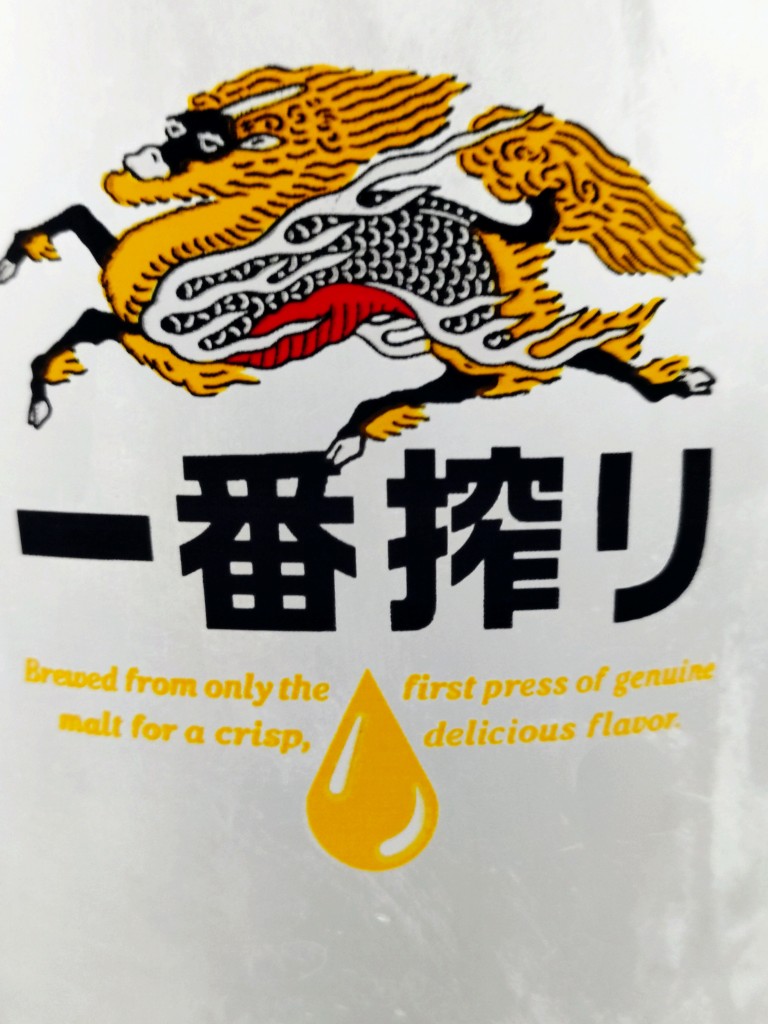 一番搾り
Brewed from only the first press of genuine
malt for a crisp, delicious flavor.